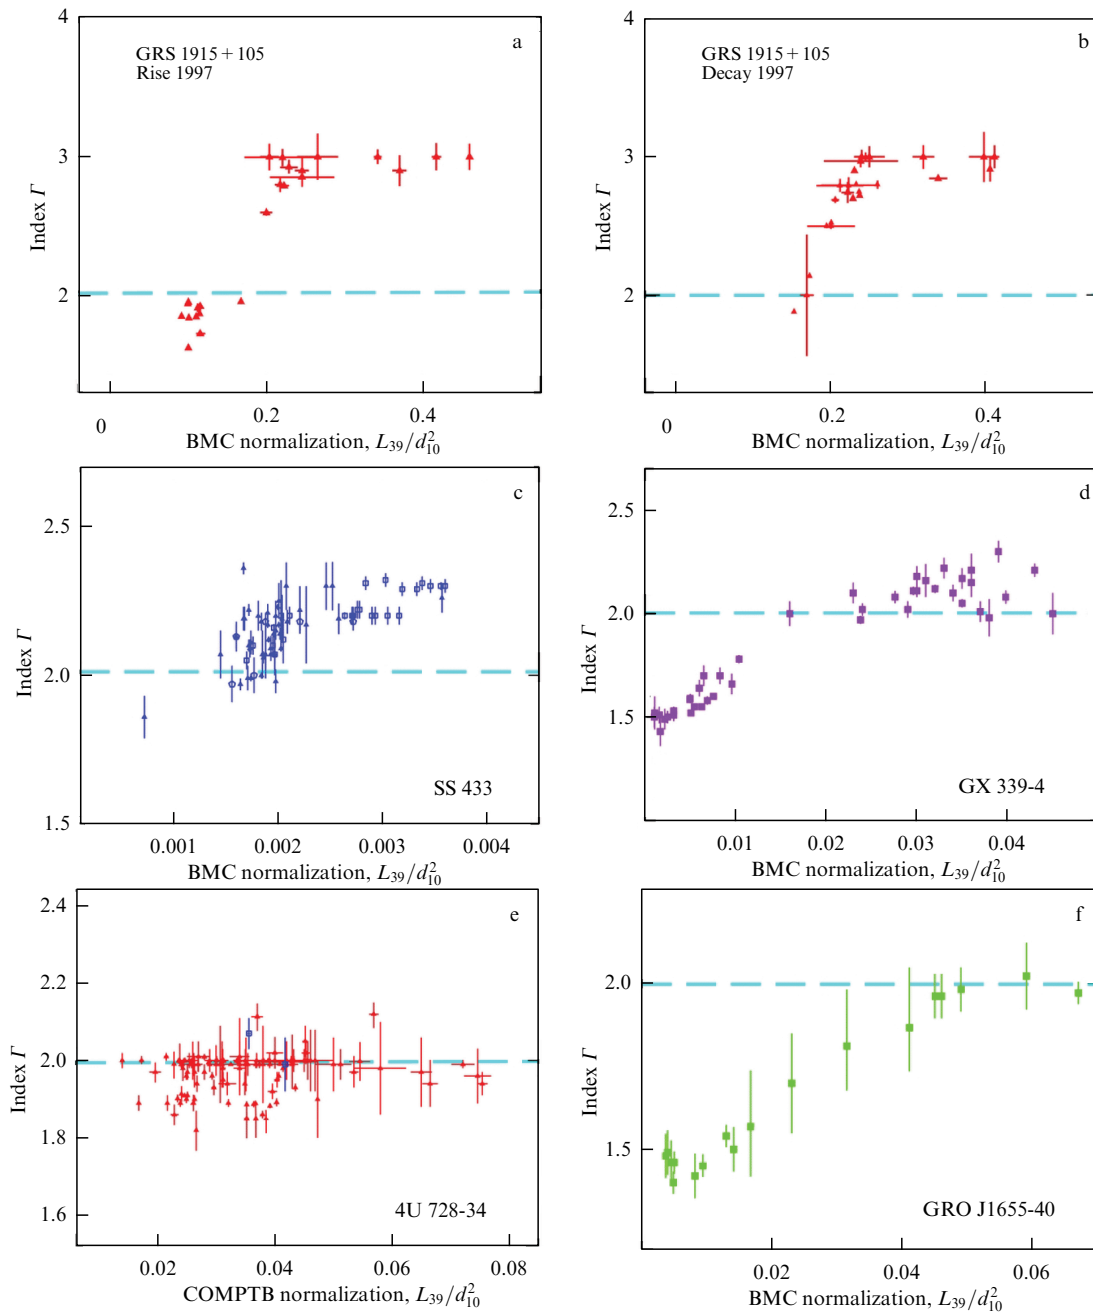 a
GRS 1915 + 105
Rise 1997
4
3
2
Index Γ
0
0.2
0.4
BMC normalization, L₃₉/d²₁₀
b
GRS 1915 + 105
Decay 1997
4
3
2
Index Γ
0
0.2
0.4
BMC normalization, L₃₉/d²₁₀
c
2.5
2.0
1.5
Index Γ
SS 433
0.001
0.002
0.003
0.004
BMC normalization, L₃₉/d²₁₀
d
2.5
2.0
1.5
Index Γ
GX 339-4
0.01
0.02
0.03
0.04
BMC normalization, L₃₉/d²₁₀
e
2.4
2.2
2.0
1.8
1.6
Index Γ
4U 728-34
0.02
0.04
0.06
0.08
COMPTB normalization, L₃₉/d²₁₀
f
2.0
1.5
Index Γ
GRO J1655-40
0.02
0.04
0.06
BMC normalization, L₃₉/d²₁₀